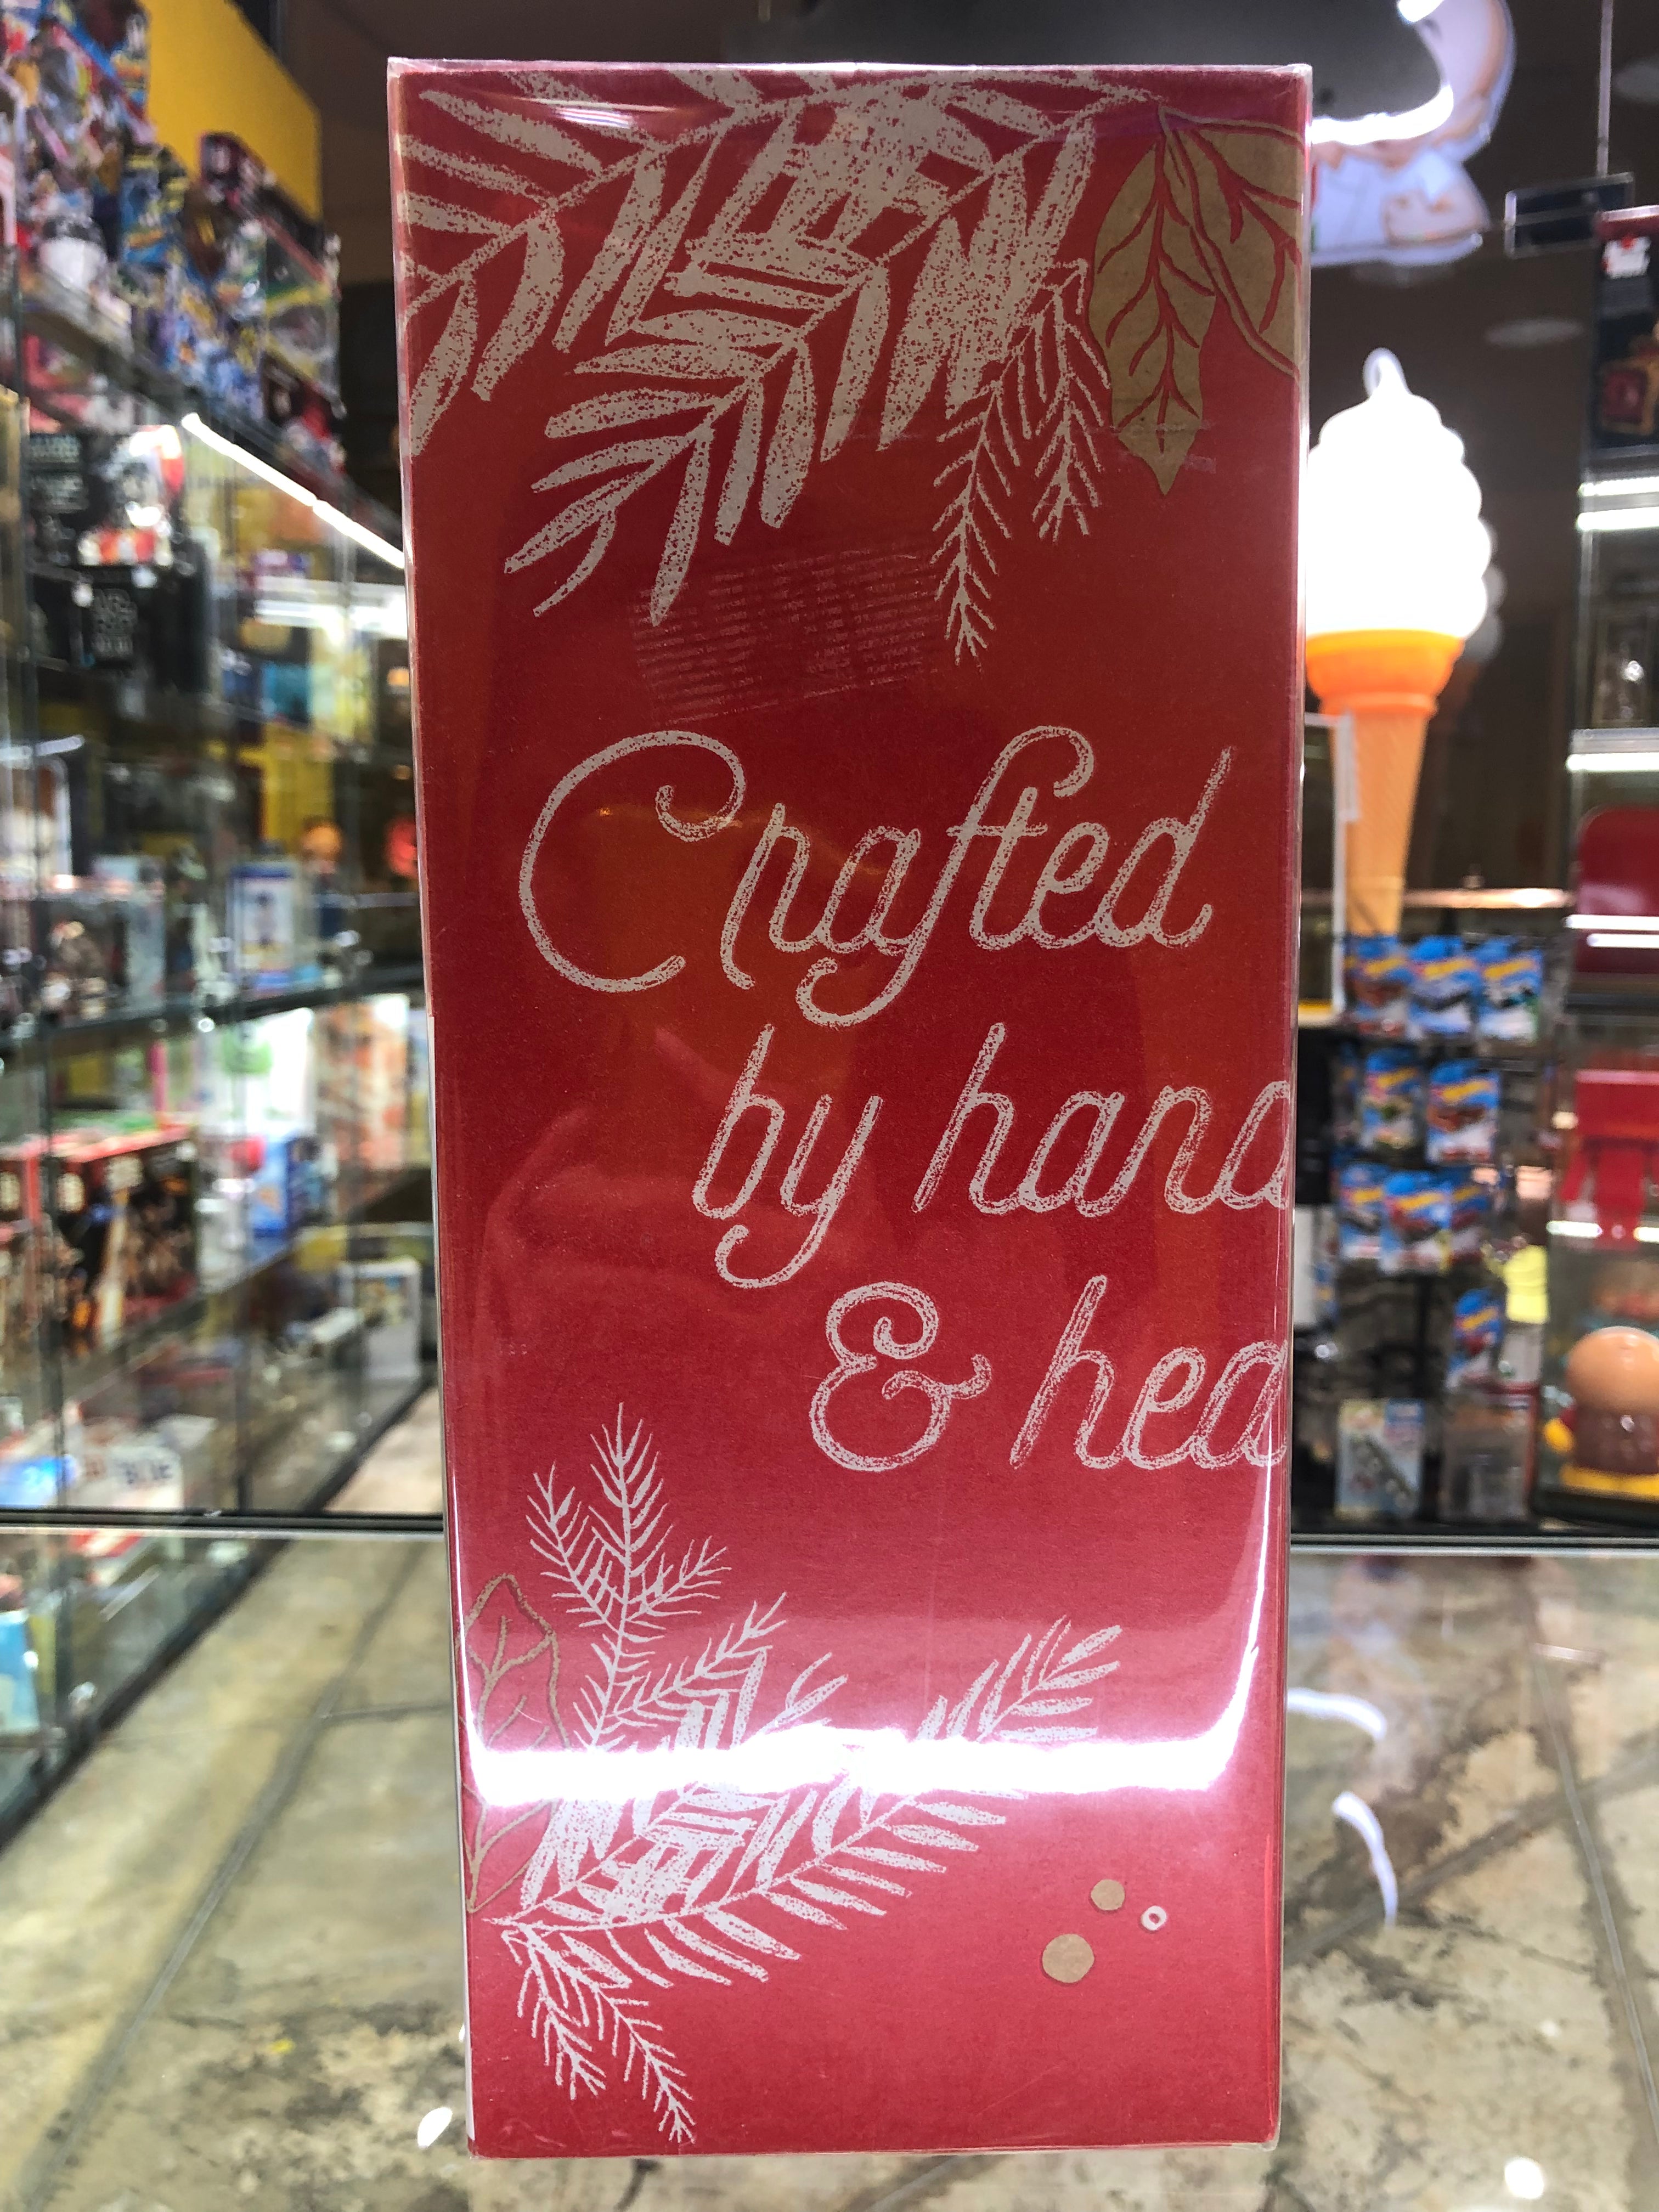 Crafted
by hand
& hea